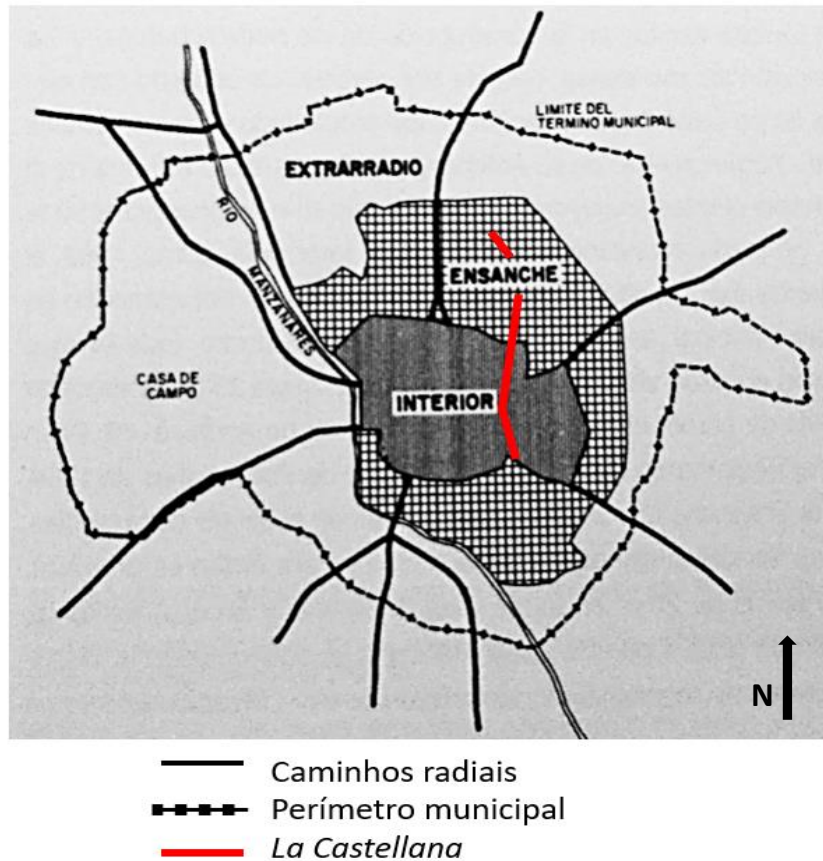 LIMITE DEL
TERMINO MUNICIPAL
EXTRARRADIO
RIO
MANZANARES
ENSANCHE
CASA DE
CAMPO
INTERIOR
N
Caminhos radiais
Perímetro municipal
La Castellana